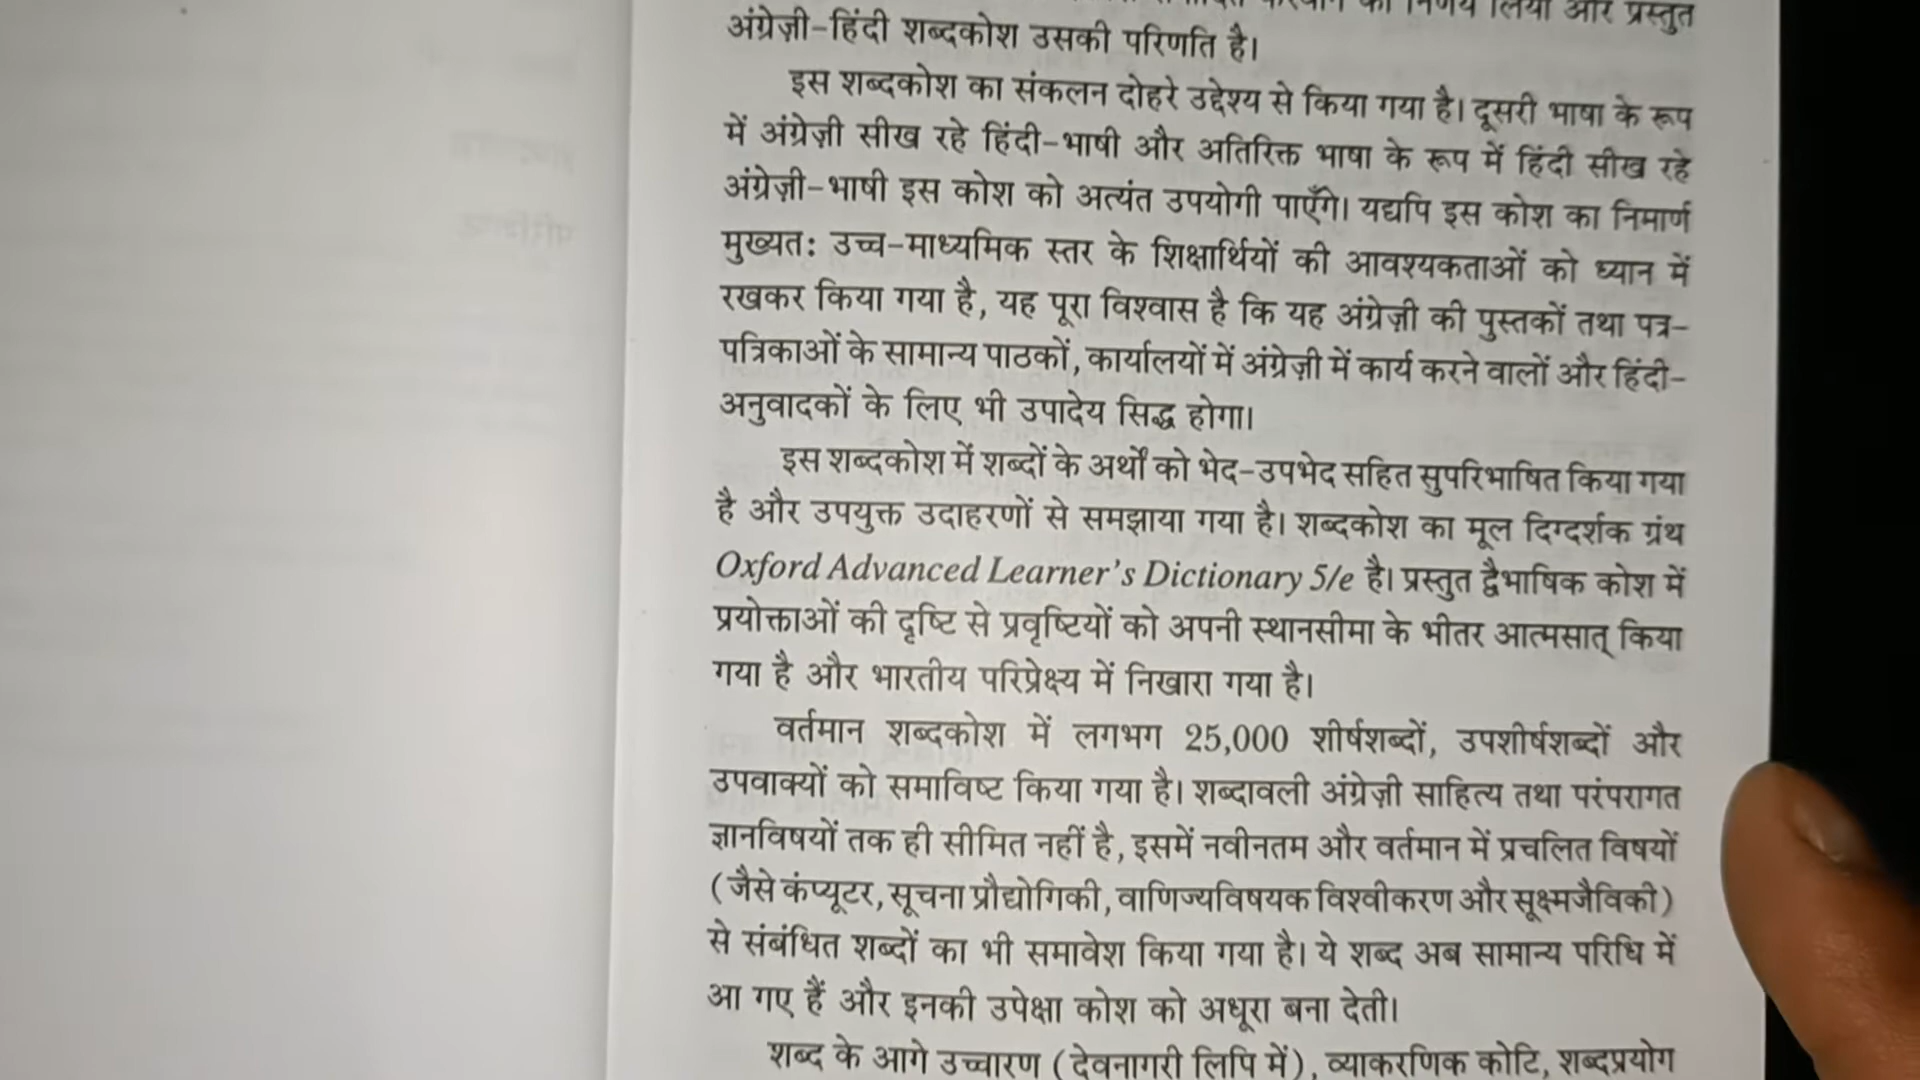 निर्णय लिया और प्रस्तुत
अंग्रेज़ी-हिंदी शब्दकोश उसकी परिणति है।
इस शब्दकोश का संकलन दोहरे उद्देश्य से किया गया है। दूसरी भाषा के रूप
में अंग्रेज़ी सीख रहे हिंदी-भाषी और अतिरिक्त भाषा के रूप में हिंदी सीख रहे
अंग्रेज़ी-भाषी इस कोश को अत्यंत उपयोगी पाएँगे। यद्यपि इस कोश का निमार्ण
मुख्यतः उच्च-माध्यमिक स्तर के शिक्षार्थियों की आवश्यकताओं को ध्यान में
रखकर किया गया है, यह पूरा विश्वास है कि यह अंग्रेज़ी की पुस्तकों तथा पत्र-
पत्रिकाओं के सामान्य पाठकों, कार्यालयों में अंग्रेज़ी में कार्य करने वालों और हिंदी-
अनुवादकों के लिए भी उपादेय सिद्ध होगा।
इस शब्दकोश में शब्दों के अर्थों को भेद-उपभेद सहित सुपरिभाषित किया गया
है और उपयुक्त उदाहरणों से समझाया गया है। शब्दकोश का मूल दिग्दर्शक ग्रंथ
Oxford Advanced Learner's Dictionary 5/e है। प्रस्तुत द्वैभाषिक कोश में
प्रयोक्ताओं की दृष्टि से प्रवृष्टियों को अपनी स्थानसीमा के भीतर आत्मसात् किया
गया है और भारतीय परिप्रेक्ष्य में निखारा गया है।
वर्तमान शब्दकोश में लगभग 25,000 शीर्षशब्दों, उपशीर्षशब्दों और
उपवाक्यों को समाविष्ट किया गया है। शब्दावली अंग्रेज़ी साहित्य तथा परंपरागत
ज्ञानविषयों तक ही सीमित नहीं है, इसमें नवीनतम और वर्तमान में प्रचलित विषयों
(जैसे कंप्यूटर, सूचना प्रौद्योगिकी, वाणिज्यविषयक विश्वीकरण और सूक्ष्मजैविकी)
से संबंधित शब्दों का भी समावेश किया गया है। ये शब्द अब सामान्य परिधि में
आ गए हैं और इनकी उपेक्षा कोश को अधूरा बना देती।
शब्द के आगे उच्चारण (देवनागरी लिपि में), व्याकरणिक कोटि, शब्दप्रयोग